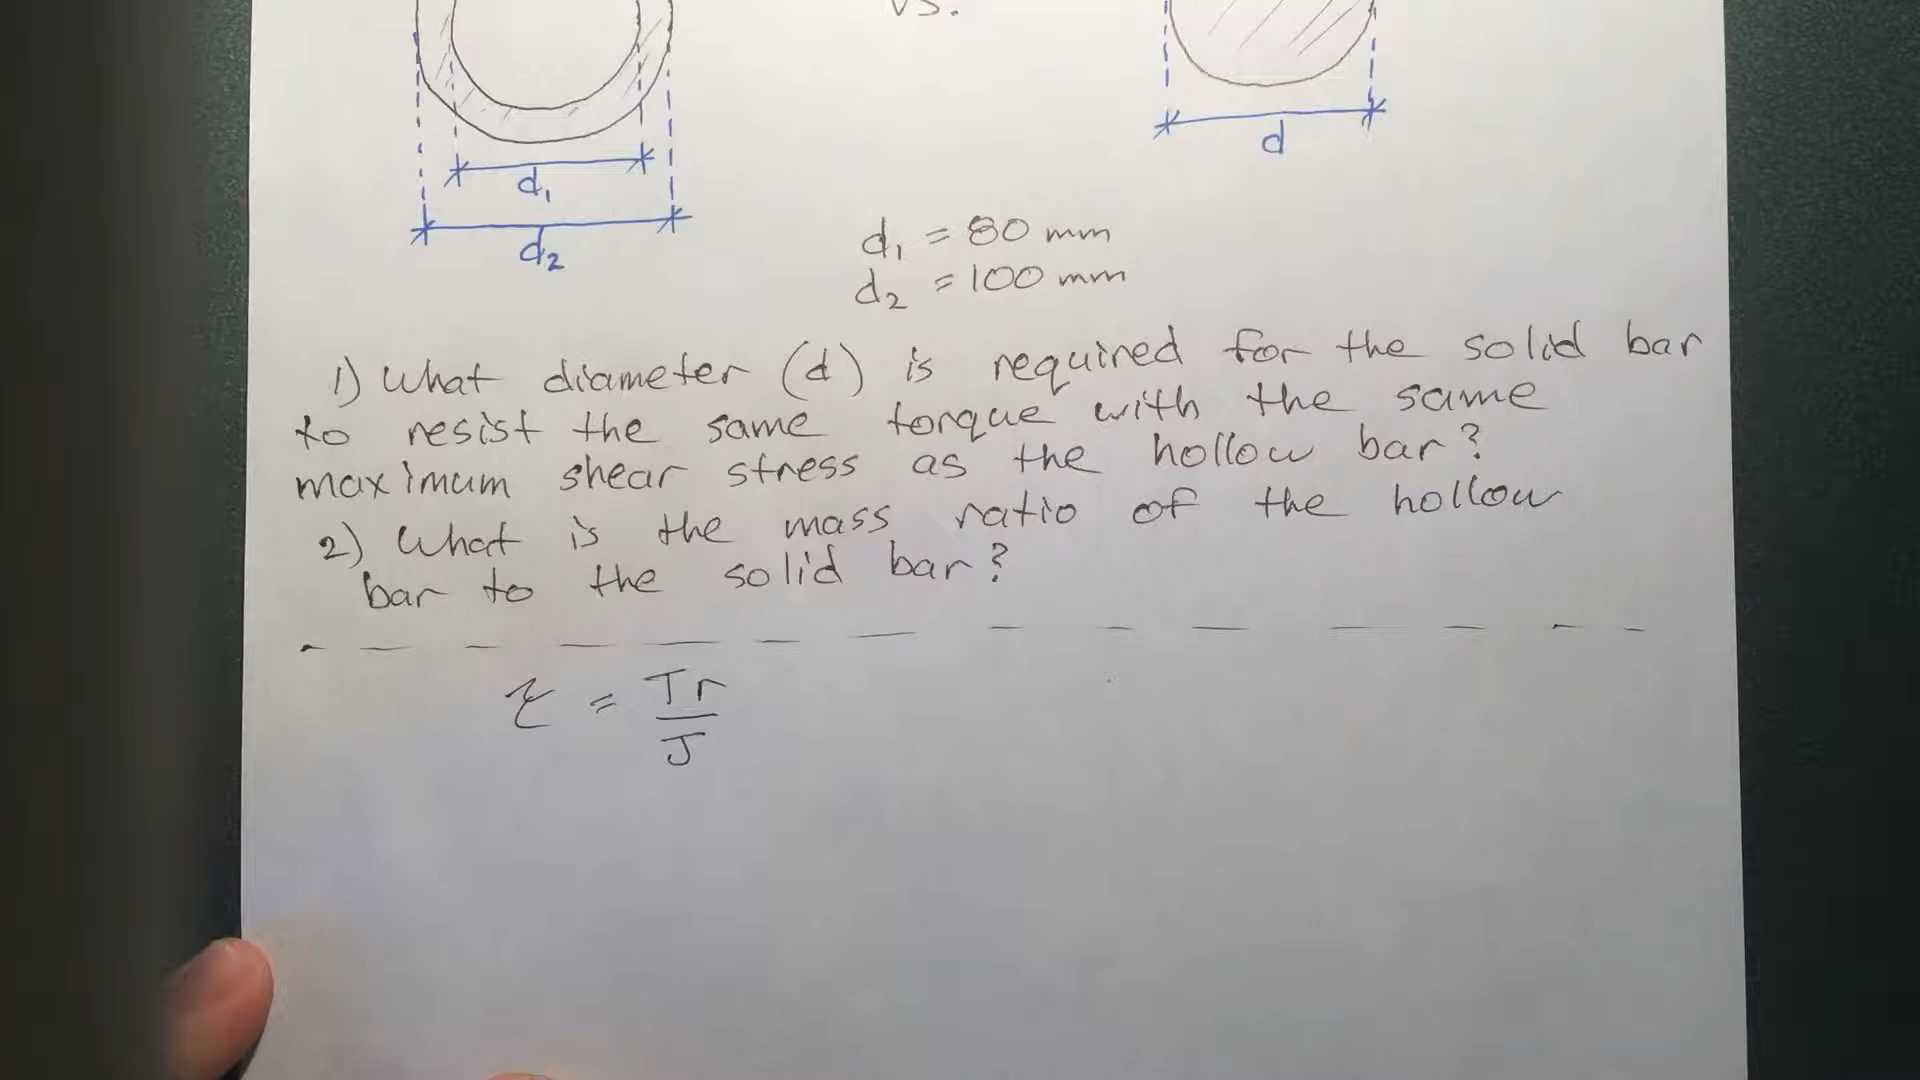 vs.
d
d₁
d₂
d₁ = 80 mm
d₂ = 100 mm
1) What diameter (d) is required for the solid bar
to resist the same torque with the same
maximum shear stress as the hollow bar?
2) What is the mass ratio of the hollow
bar to the solid bar?
τ = Tr
J